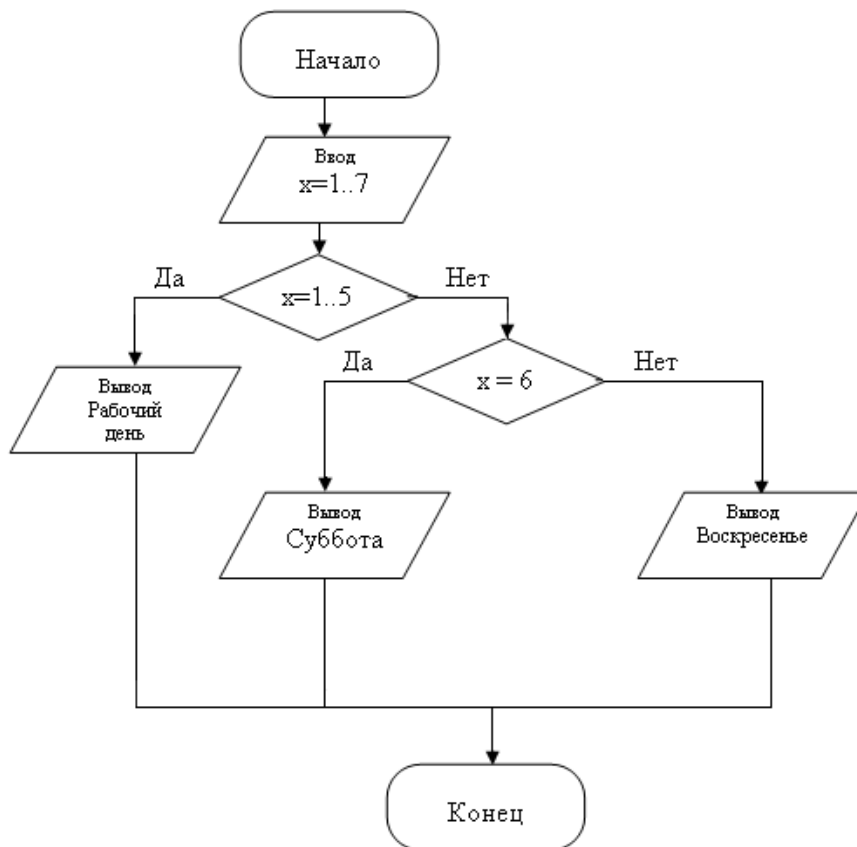 Начало
Ввод
x=1..7
Да
Нет
x=1..5
Да
Нет
x = 6
Вывод
Рабочий
день
Вывод
Суббота
Вывод
Воскресенье
Конец